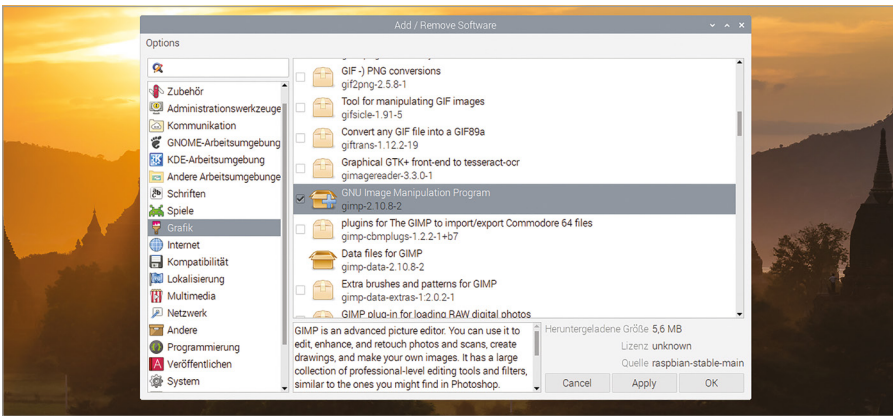 Add / Remove Software
Options
Zubehör
Administrationswerkzeuge
Kommunikation
GNOME-Arbeitsumgebung
KDE-Arbeitsumgebung
Andere Arbeitsumgebunge
Schriften
Spiele
Grafik
Internet
Kompatibilität
Lokalisierung
Multimedia
Netzwerk
Andere
Programmierung
Veröffentlichen
System
GIF -) PNG conversions
gif2png-2.5.8-1
Tool for manipulating GIF images
gifsicle-1.91-5
Convert any GIF file into a GIF89a
giftrans-1.12.2-19
Graphical GTK+ front-end to tesseract-ocr
gimagereader-3.3.0-1
GNU Image Manipulation Program
gimp-2.10.8-2
plugins for The GIMP to import/export Commodore 64 files
gimp-cbmplugs-1.2.2-1+b7
Data files for GIMP
gimp-data-2.10.8-2
Extra brushes and patterns for GIMP
gimp-data-extras-1:2.0.2-1
GIMP plug-in for loading RAW digital photos
GIMP is an advanced picture editor. You can use it to
edit, enhance, and retouch photos and scans, create
drawings, and make your own images. It has a large
collection of professional-level editing tools and filters,
similar to the ones you might find in Photoshop.
Heruntergeladene Größe 5,6 MB
Lizenz unknown
Quelle raspbian-stable-main
Cancel Apply OK